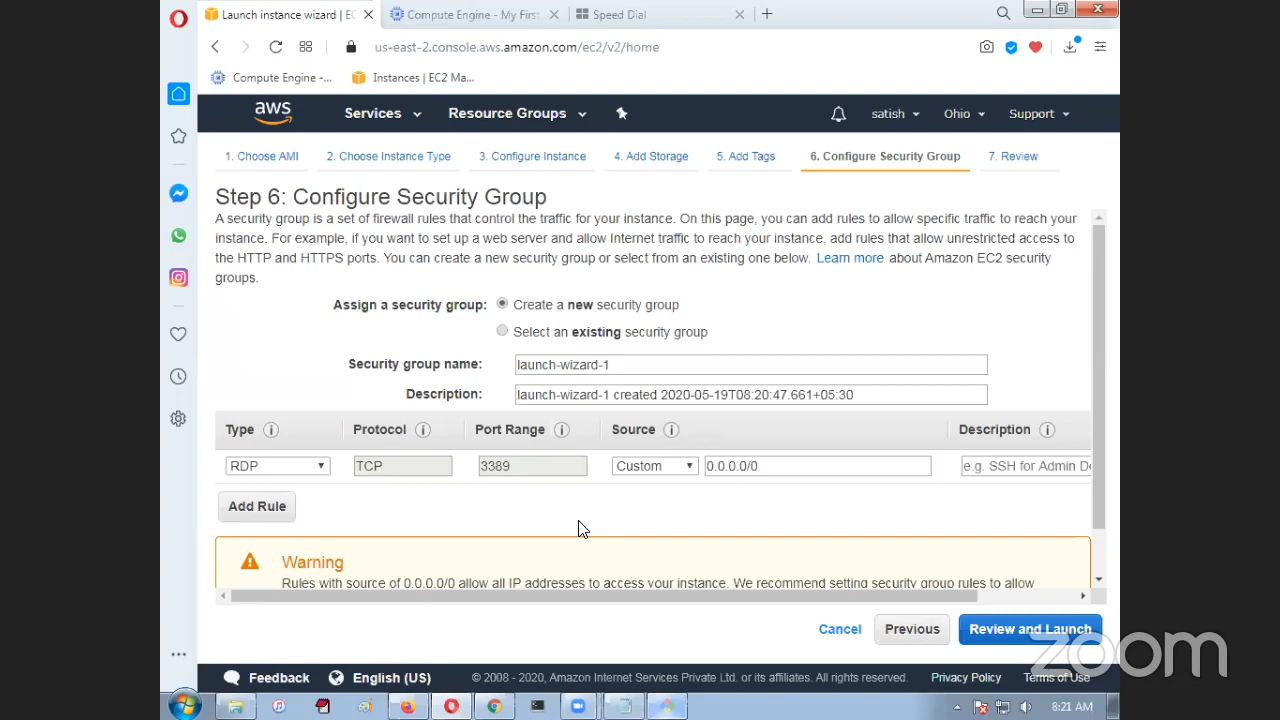 Launch instance wizard | EC
Compute Engine - My First
Speed Dial
us-east-2.console.aws.amazon.com/ec2/v2/home
Compute Engine -...
Instances | EC2 Ma...
aws
Services
Resource Groups
satish
Ohio
Support
1. Choose AMI
2. Choose Instance Type
3. Configure Instance
4. Add Storage
5. Add Tags
6. Configure Security Group
7. Review
Step 6: Configure Security Group
A security group is a set of firewall rules that control the traffic for your instance. On this page, you can add rules to allow specific traffic to reach your
instance. For example, if you want to set up a web server and allow Internet traffic to reach your instance, add rules that allow unrestricted access to
the HTTP and HTTPS ports. You can create a new security group or select from an existing one below. Learn more about Amazon EC2 security
groups.
Assign a security group:
Create a new security group
Select an existing security group
Security group name:
launch-wizard-1
Description:
launch-wizard-1 created 2020-05-19T08:20:47.661+05:30
Type
Protocol
Port Range
Source
Description
RDP
TCP
3389
Custom
0.0.0.0/0
e.g. SSH for Admin De
Add Rule
Warning
Rules with source of 0.0.0.0/0 allow all IP addresses to access your instance. We recommend setting security group rules to allow
Cancel
Previous
Review and Launch
zoom
Feedback
English (US)
© 2008 - 2020, Amazon Internet Services Private Ltd. or its affiliates. All rights reserved.
Privacy Policy
Terms of Use
8:21 AM